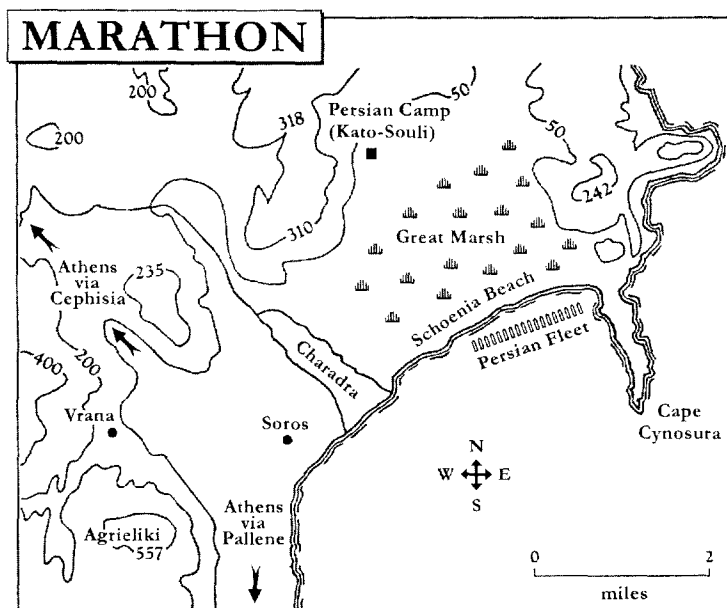 MARATHON
200
200
318
50
50
Persian Camp
(Kato-Souli)
242
310
Great Marsh
Athens
via
Cephisia
235
Schoenia Beach
Persian Fleet
Charadra
400
200
Vrana
Soros
Cape
Cynosura
N
W E
S
Athens
via
Pallene
Agrieliki
557
0 2
miles